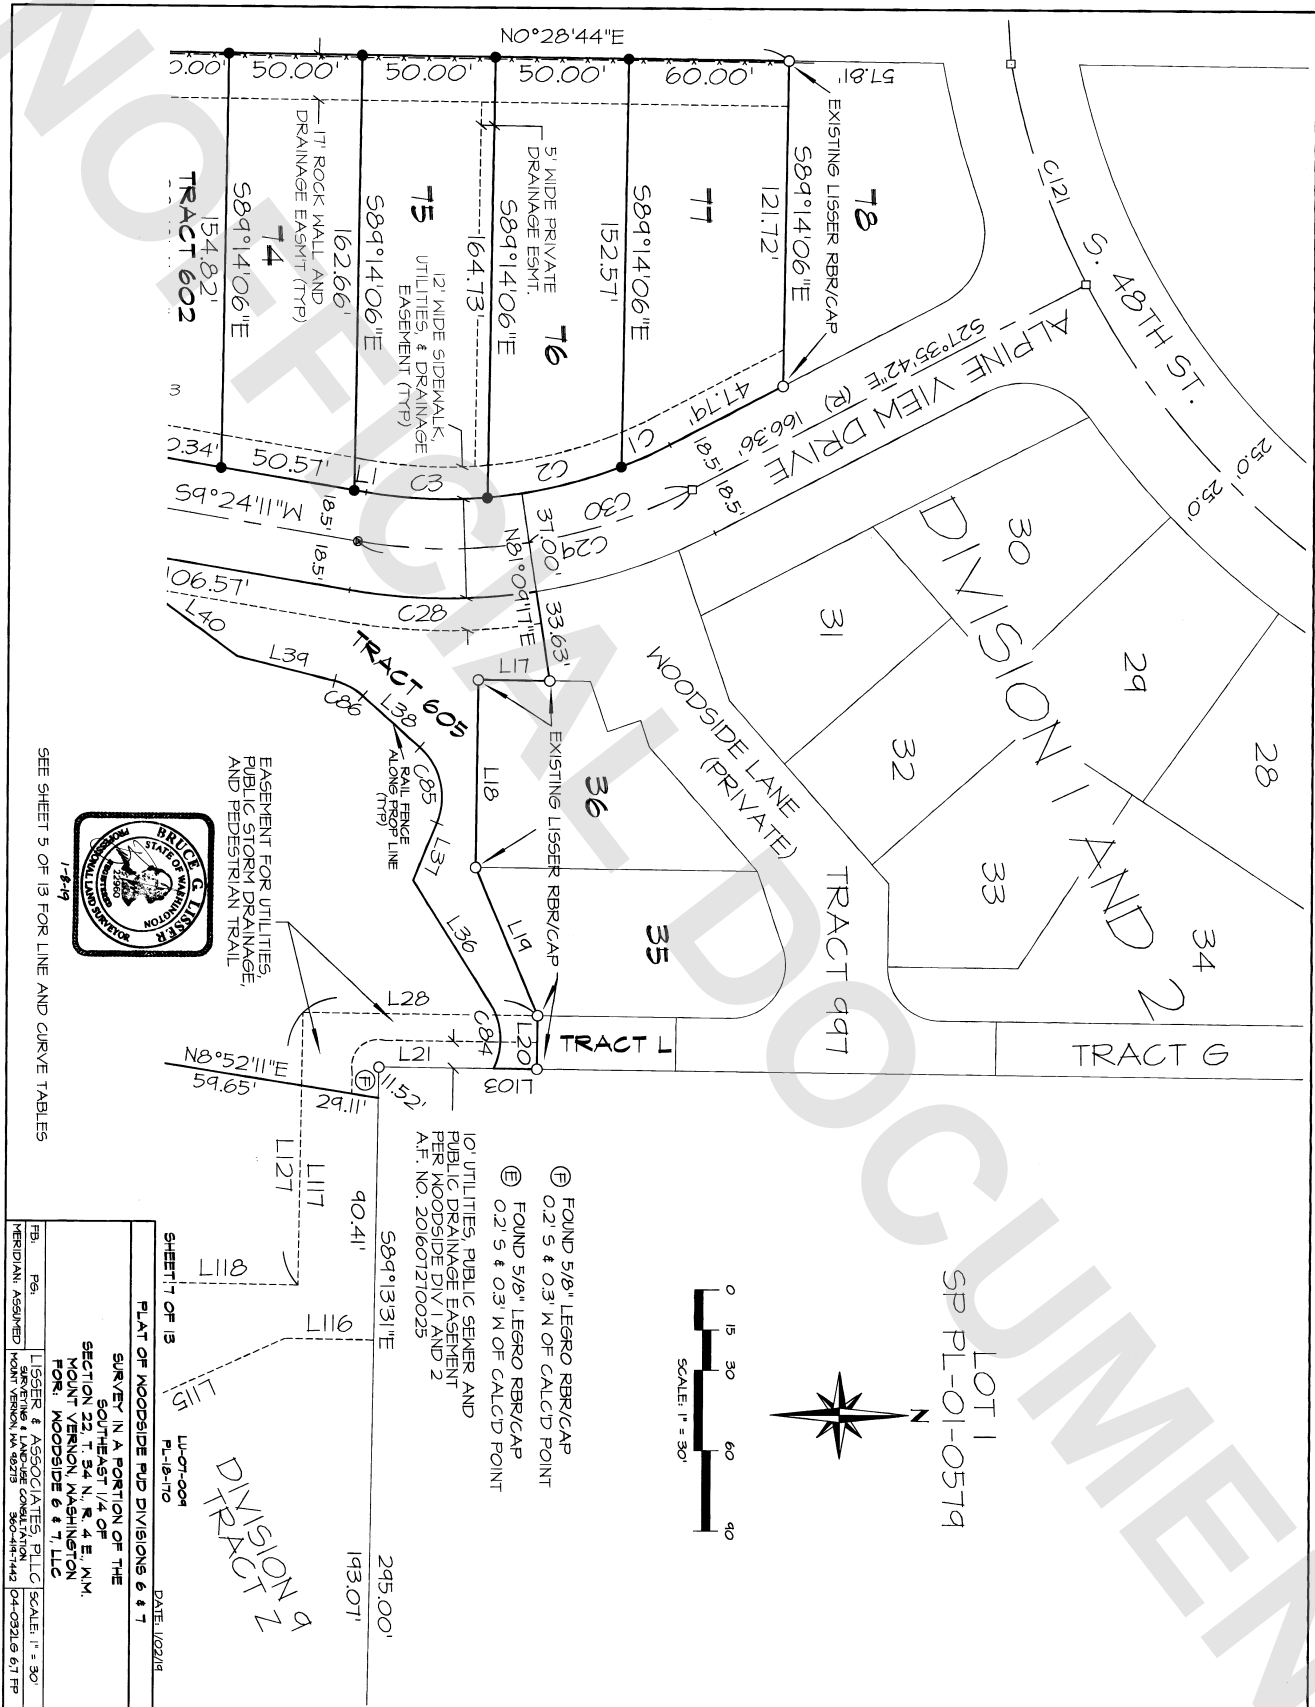 UNOFFICIAL DOCUMENT
N0°28'44"E
50.00'
50.00'
50.00'
60.00'
57.81'
EXISTING LISSER RBR/CAP
78
S89°14'06"E
121.72'
77
152.57'
S89°14'06"E
5' WIDE PRIVATE
DRAINAGE ESMT.
76
S89°14'06"E
164.73'
75
12' WIDE SIDEWALK,
UTILITIES, & DRAINAGE
EASEMENT (TYP)
S89°14'06"E
162.66'
17' ROCK WALL AND
DRAINAGE EASM'T (TYP)
74
S89°14'06"E
154.82'
TRACT 602
C121
S. 48TH ST.
25.0'
25.0'
ALPINE VIEW DRIVE
S27°35'42"E (R) 166.36'
47.79'
18.5'
18.5'
C1
C2
C3
L1
50.57'
0.34'
S9°24'11"W
18.5'
18.5'
C30
C29
37.00'
N81°09'17"E
33.63'
106.57'
C28
L40
L39
C86
L38
C85
L37
L36
C84
TRACT 605
L17
L18
L19
L20
L103
RAIL FENCE
ALONG PROP LINE
(TYP)
EXISTING LISSER RBR/CAP
36
35
WOODSIDE LANE
(PRIVATE)
30
31
32
33
29
28
34
DIVISION 1 AND 2
TRACT 997
TRACT L
TRACT G
EASEMENT FOR UTILITIES,
PUBLIC STORM DRAINAGE,
AND PEDESTRIAN TRAIL
L28
L21
N8°52'11"E
59.65'
29.11'
F
11.52'
L127
L117
L118
L116
L115
90.41'
S89°13'31"E
295.00'
193.07'
10' UTILITIES, PUBLIC SEWER AND
PUBLIC DRAINAGE EASEMENT
PER WOODSIDE DIV 1 AND 2
A.F. NO. 201607270025
F FOUND 5/8" LEGRO RBR/CAP
0.2' S & 0.3' W OF CALC'D POINT
E FOUND 5/8" LEGRO RBR/CAP
0.2' S & 0.3' W OF CALC'D POINT
LOT 1
SP PL-01-0579
N
0 15 30 60 90
SCALE: 1" = 30'
DIVISION 9
TRACT Z
BRUCE G. LISSER
STATE OF WASHINGTON
REGISTERED
22960
PROFESSIONAL LAND SURVEYOR
1-8-19
SEE SHEET 5 OF 13 FOR LINE AND CURVE TABLES
SHEET 7 OF 13
LU-07-009
PL-18-170
DATE: 1/02/19
PLAT OF WOODSIDE PUD DIVISIONS 6 & 7
SURVEY IN A PORTION OF THE
SOUTHEAST 1/4 OF
SECTION 22, T. 34 N., R. 4 E., W.M.
MOUNT VERNON, WASHINGTON
FOR: WOODSIDE 6 & 7, LLC
FB: PG:
MERIDIAN: ASSUMED
LISSER & ASSOCIATES, PLLC
SURVEYING & LAND-USE CONSULTATION
MOUNT VERNON, WA 98273 360-419-7442
SCALE: 1" = 30'
04-032LG 6,7 FP